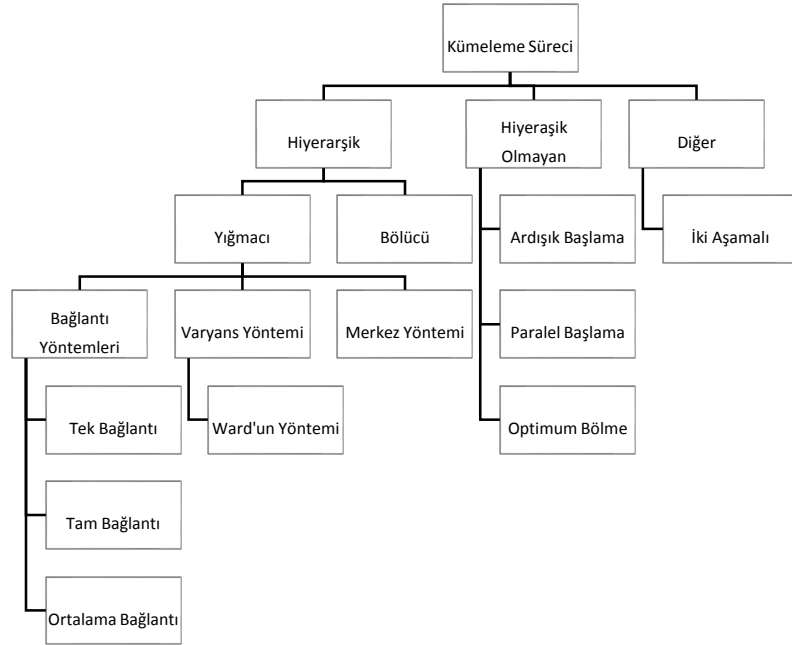 Kümeleme Süreci
Hiyerarşik
Hiyeraşik
Olmayan
Diğer
Yığmacı
Bölücü
Ardışık Başlama
İki Aşamalı
Bağlantı
Yöntemleri
Varyans Yöntemi
Merkez Yöntemi
Paralel Başlama
Tek Bağlantı
Ward'un Yöntemi
Optimum Bölme
Tam Bağlantı
Ortalama Bağlantı